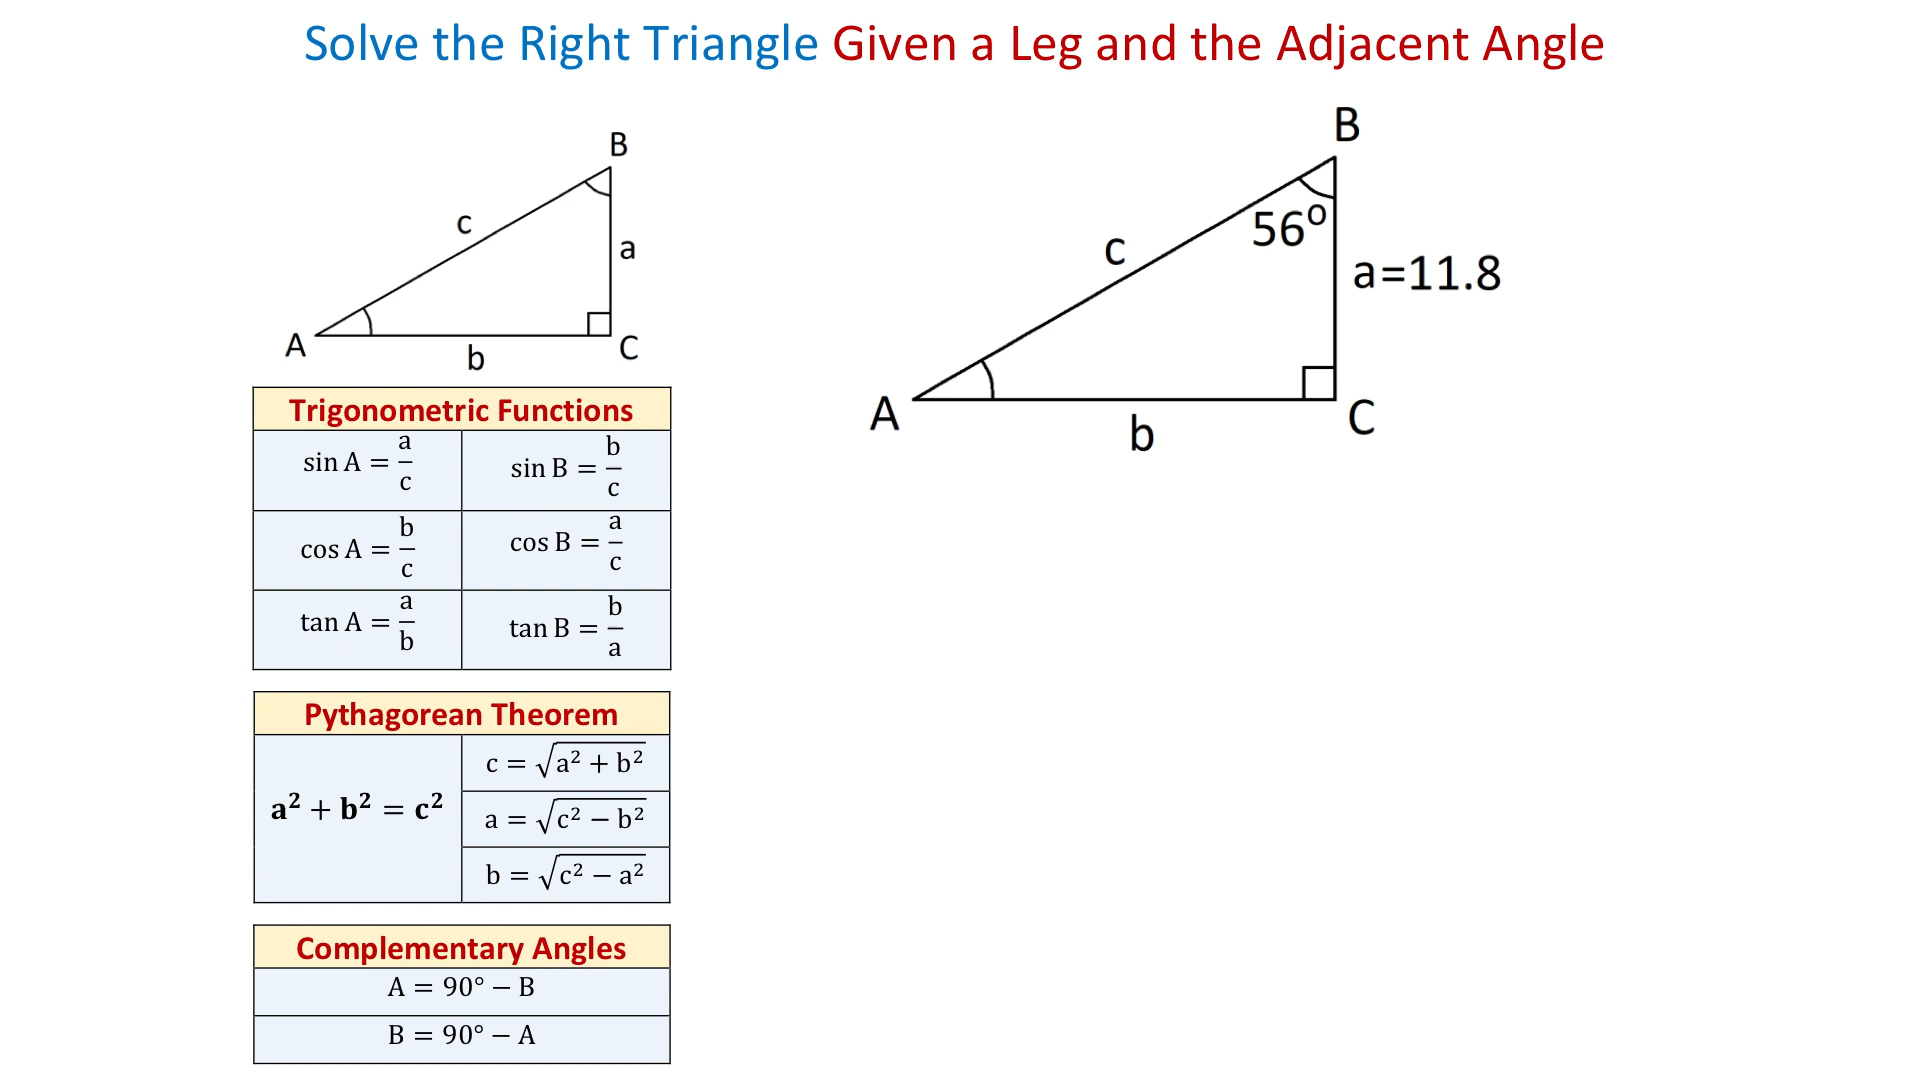 Solve the Right Triangle Given a Leg and the Adjacent Angle
B
c
a
A
b
C
B
56º
c
a=11.8
A
b
C
Trigonometric Functions
sin A = a/c
sin B = b/c
cos A = b/c
cos B = a/c
tan A = a/b
tan B = b/a
Pythagorean Theorem
a² + b² = c²
c = √(a² + b²)
a = √(c² − b²)
b = √(c² − a²)
Complementary Angles
A = 90° − B
B = 90° − A